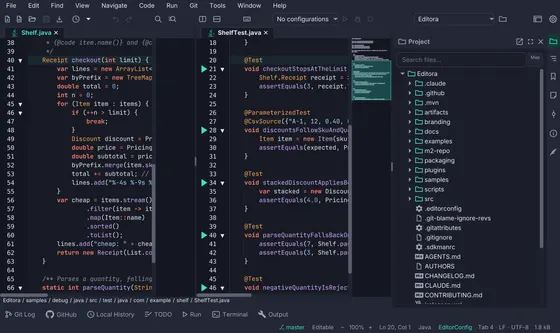 File Edit View Navigate Code Run Git Tools Window Help
No configurations
Editora
Shelf.java ×
ShelfTest.java ×
Project
38 * {@code item.name()} and {@c
39 */
40 Receipt checkout(int limit) {
41 var lines = new ArrayList<
42 var byPrefix = new TreeMap
43 double total = 0;
44 int n = 0;
45 for (Item item : items) {
46 if (++n > limit) {
47 break;
48 }
49 Discount discount = Pr
50 double price = Pricing
51 double subtotal = pric
52 byPrefix.merge(item.sk
53 total += subtotal; //
54 lines.add("%-4s %-9s %
55 }
56 var cheap = items.stream()
57 .filter(item -> it
58 .map(Item::name)
59 .sorted()
60 .toList();
61 lines.add("cheap: " + cheap
62 return new Receipt(List.co
63 }
64
65 /** Parses a quantity, falling
66 static int parseQuantity(Strin
19
20 @Test
21 void checkoutStopsAtTheLimit
22 Shelf.Receipt receipt =
23 assertEquals(3, receipt.
24 }
25
26 @ParameterizedTest
27 @CsvSource({"A-1, 12, 0.40,
28 void discountsFollowSkuAndQu
29 Item item = new Item(sku
30 assertEquals(expected, P
31 }
32
33 @Test
34 void stackedDiscountAppliesB
35 var stacked = new Discou
36 assertEquals(4.0, Pricin
37 }
38
39 @Test
40 void parseQuantityFallsBackO
41 assertEquals(7, Shelf.pa
42 assertEquals(3, Shelf.pa
43 }
44
45 @Test
46 void negativeQuantityIsRejec
Search files
Editora
.claude
.github
.mvn
artifacts
branding
docs
examples
m2-repo
packaging
plugins
samples
scripts
src
.editorconfig
.git-blame-ignore-revs
.gitattributes
.gitignore
.sdkmanrc
AGENTS.md
AUTHORS
CHANGELOG.md
CLAUDE.md
CONTRIBUTING.md
Editora / samples / debug / java / src / test / java / com / example / shelf / ShelfTest.java
Git Log GitHub Local History TODO Run Terminal Output
master Editable − 100% + Ln 20, Col 1 Java EditorConfig Tab 4 LF UTF-8 1.8 kB